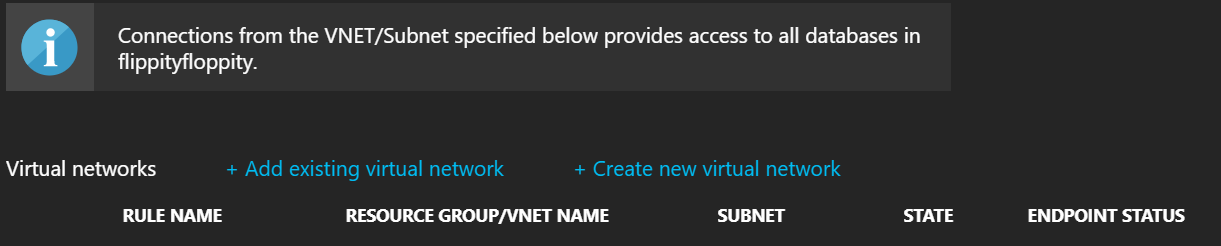 Connections from the VNET/Subnet specified below provides access to all databases in
flippityfloppity.
Virtual networks + Add existing virtual network + Create new virtual network
RULE NAME RESOURCE GROUP/VNET NAME SUBNET STATE ENDPOINT STATUS